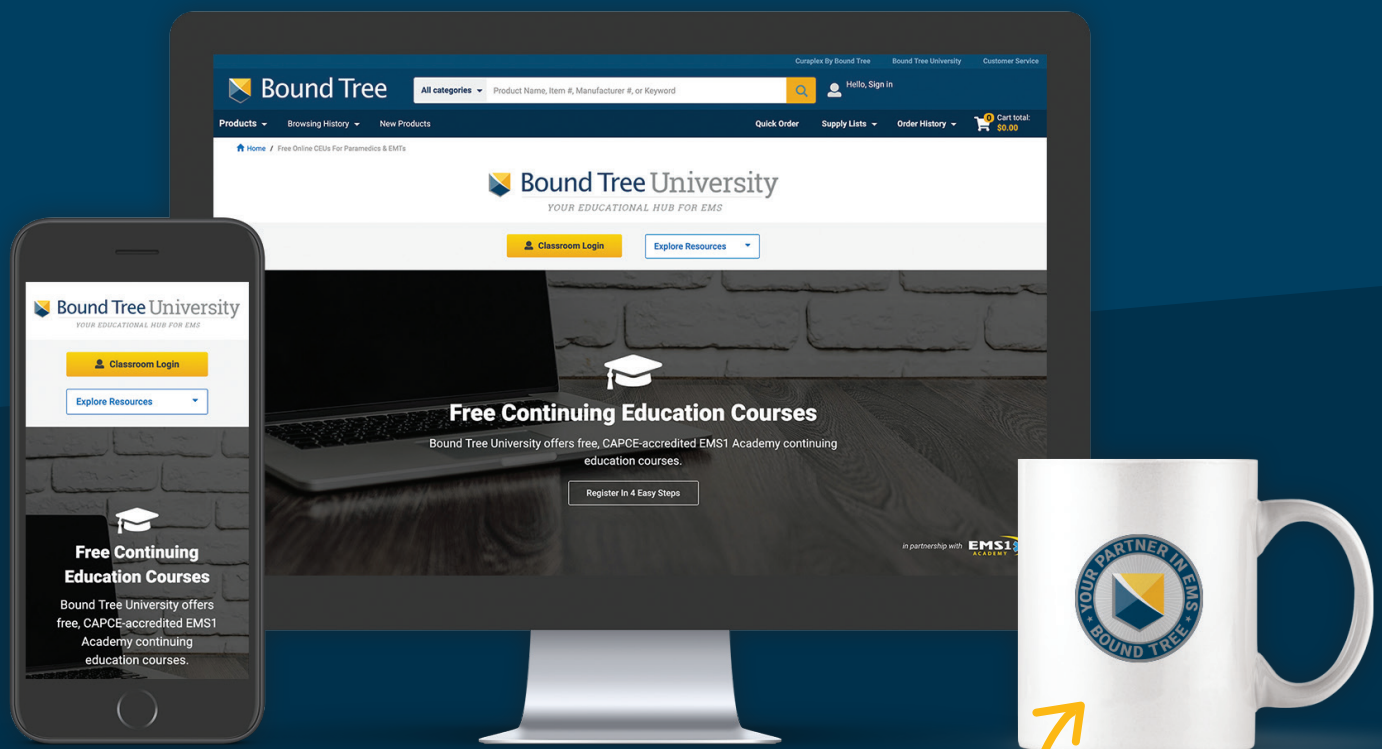 Curaplex By Bound Tree Bound Tree University Customer Service
Bound Tree
All categories Product Name, Item #, Manufacturer #, or Keyword
Hello, Sign in
Products Browsing History New Products
Quick Order Supply Lists Order History
0
Cart total:
$0.00
Home / Free Online CEUs For Paramedics & EMTs
Bound Tree University
YOUR EDUCATIONAL HUB FOR EMS
Classroom Login
Explore Resources
Free Continuing Education Courses
Bound Tree University offers free, CAPCE-accredited EMS1 Academy continuing
education courses.
Register In 4 Easy Steps
in partnership with EMS1
ACADEMY
Bound Tree University
YOUR EDUCATIONAL HUB FOR EMS
Classroom Login
Explore Resources
Free Continuing
Education Courses
Bound Tree University offers
free, CAPCE-accredited EMS1
Academy continuing
education courses.
YOUR PARTNER IN EMS
BOUND TREE